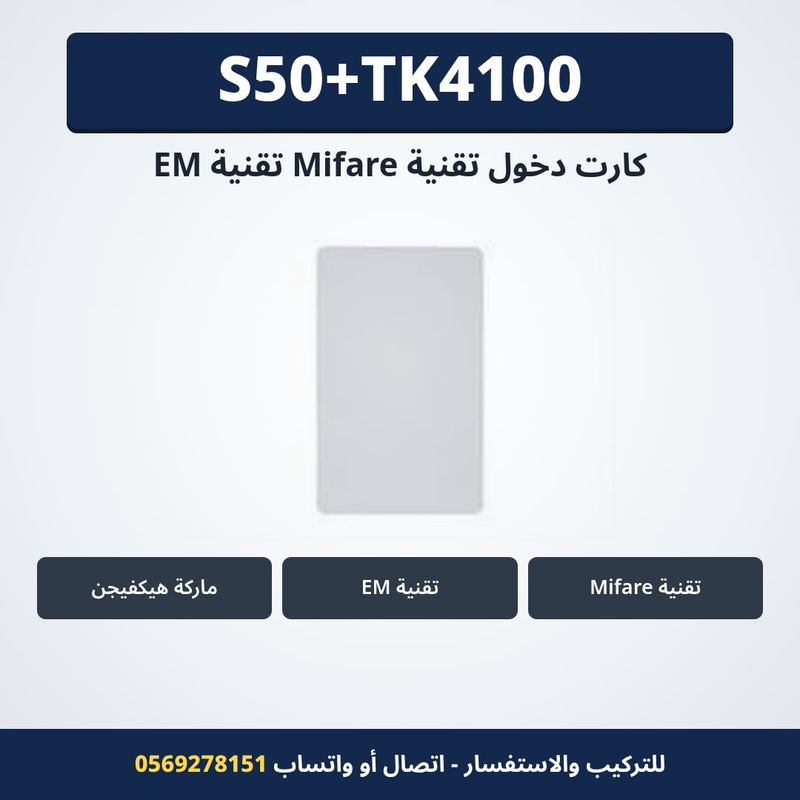 S50+TK4100
كارت دخول تقنية Mifare تقنية EM
تقنية Mifare
تقنية EM
ماركة هيكفيجن
للتركيب والاستفسار - اتصال أو واتساب 0569278151